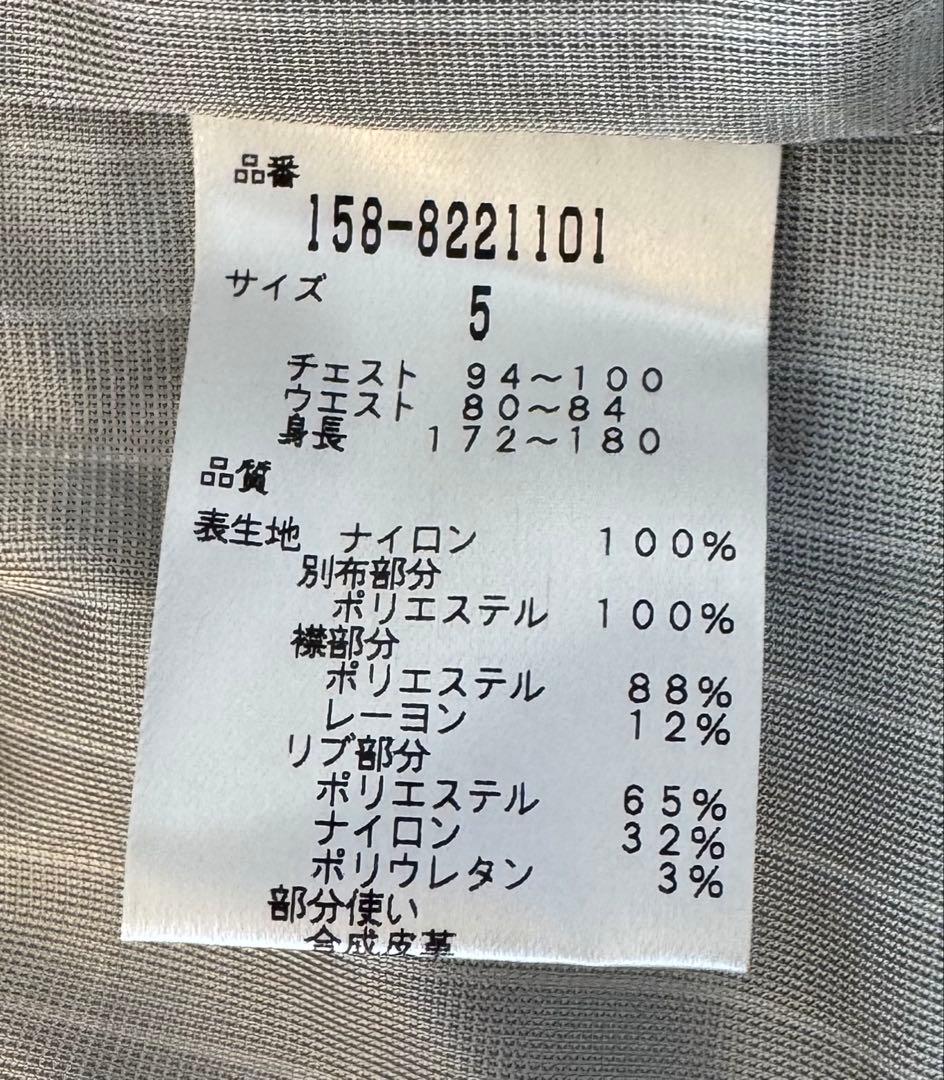 品番
158-8221101
サイズ 5
チェスト 94～100
ウエスト 80～84
身長 172～180
品質
表生地 ナイロン 100%
別布部分
ポリエステル 100%
襟部分
ポリエステル 88%
レーヨン 12%
リブ部分
ポリエステル 65%
ナイロン 32%
ポリウレタン 3%
部分使い
合成皮革